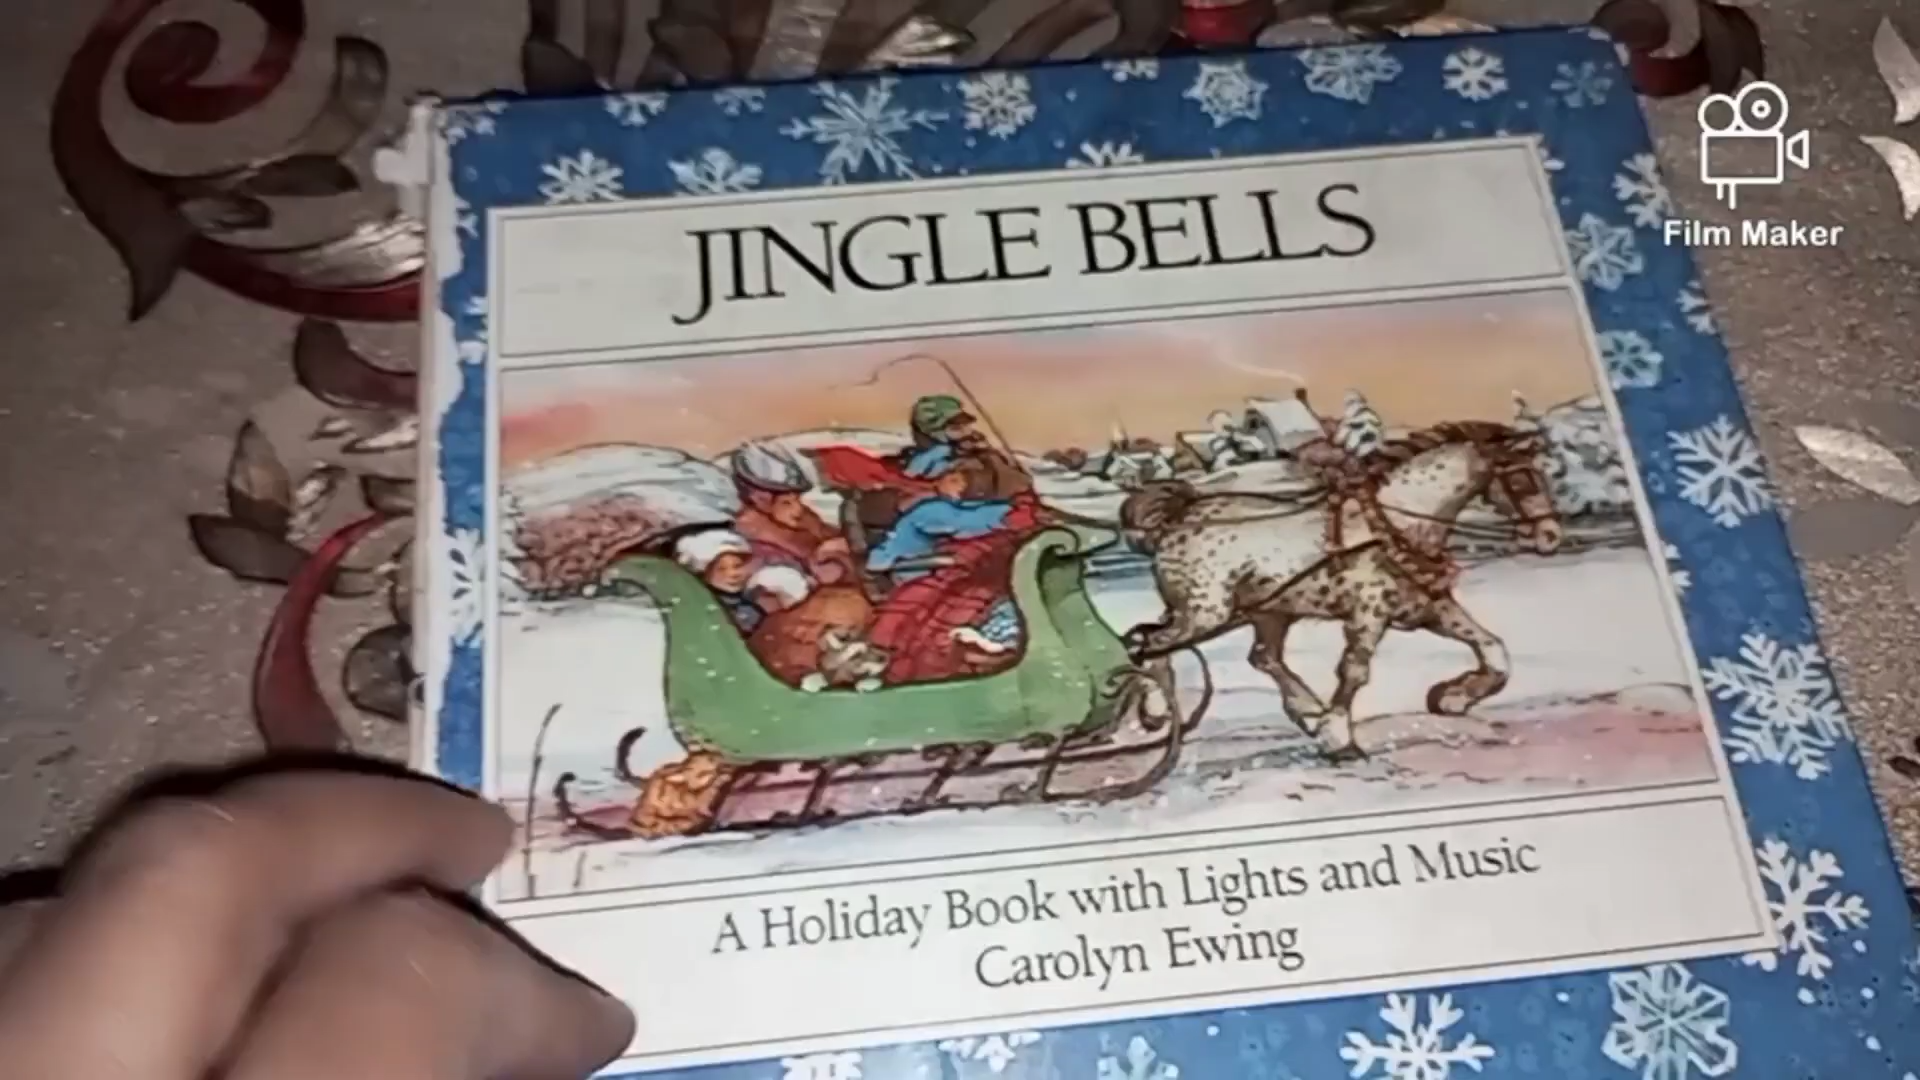 JINGLE BELLS
Film Maker
A Holiday Book with Lights and Music
Carolyn Ewing